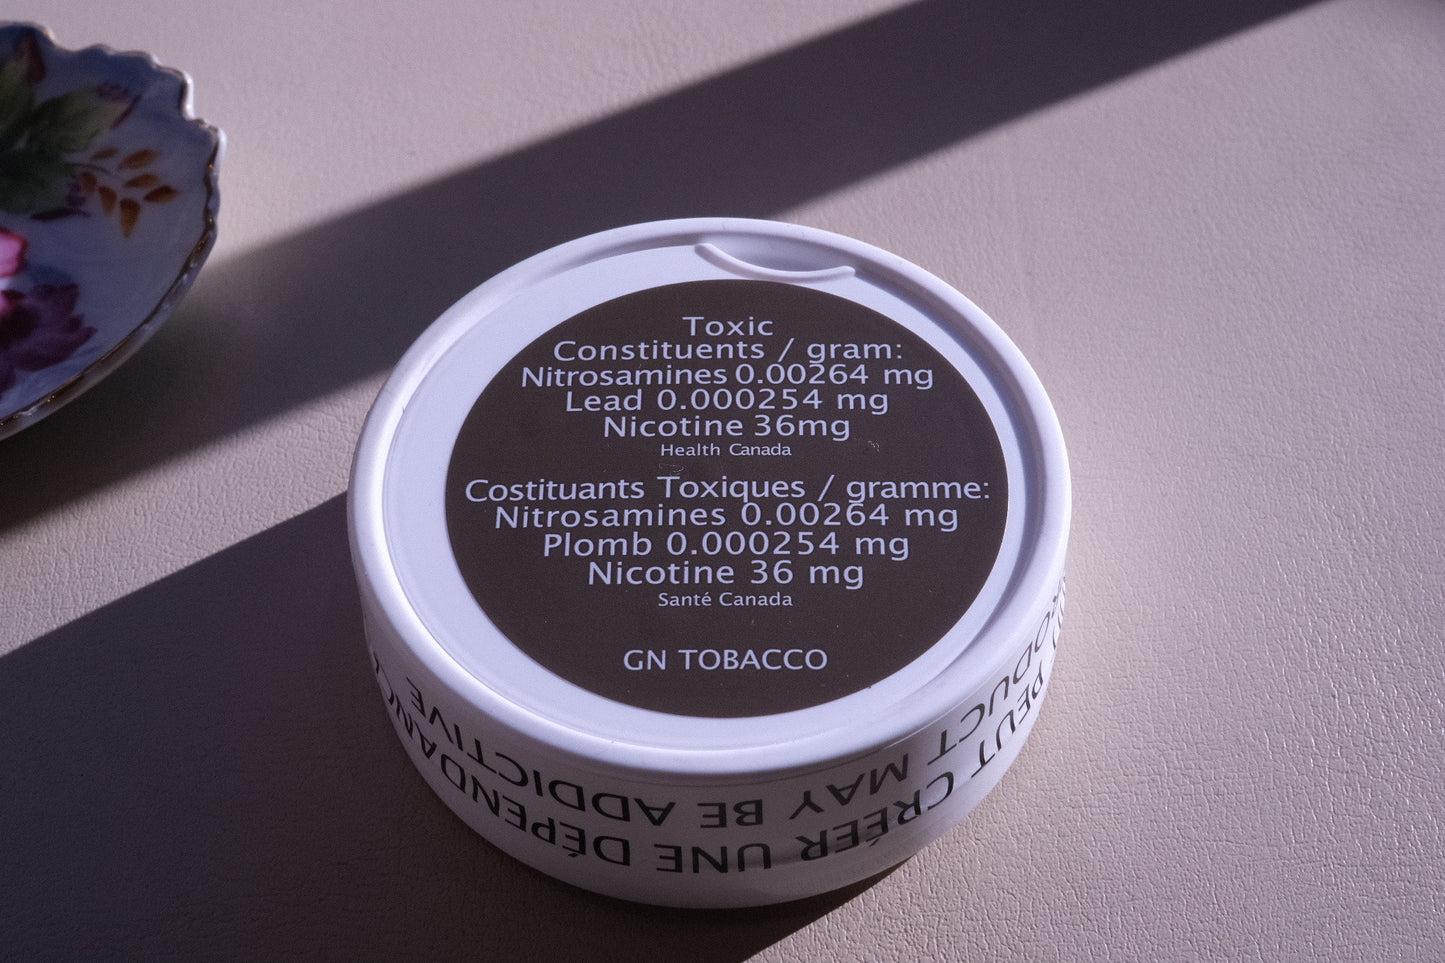 Toxic
Constituents / gram:
Nitrosamines 0.00264 mg
Lead 0.000254 mg
Nicotine 36mg
Health Canada
Costituants Toxiques / gramme:
Nitrosamines 0.00264 mg
Plomb 0.000254 mg
Nicotine 36 mg
Santé Canada
GN TOBACCO
PRODUCT MAY BE ADDICTIVE
PEUT CRÉER UNE DÉPENDANC